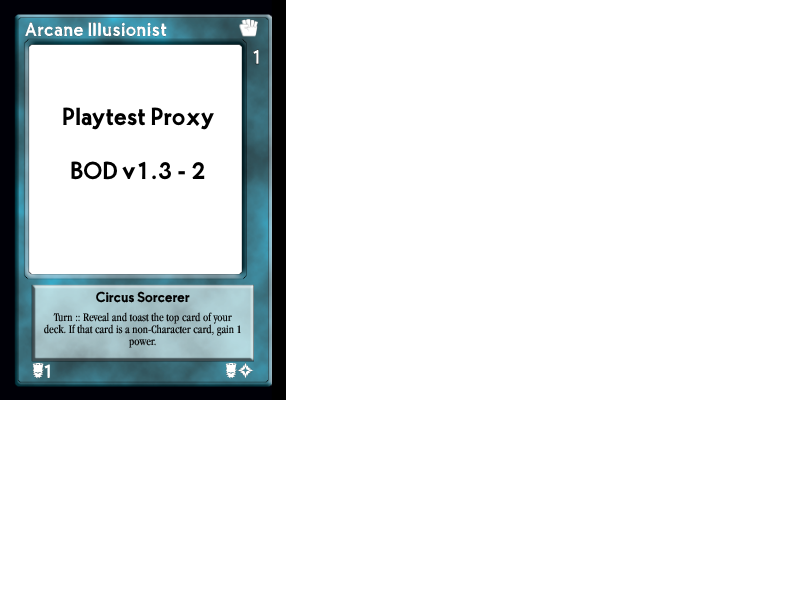 Arcane Illusionist
1
Playtest Proxy
BOD v1.3 - 2
Circus Sorcerer
Turn :: Reveal and toast the top card of your
deck. If that card is a non-Character card, gain 1
power.
1